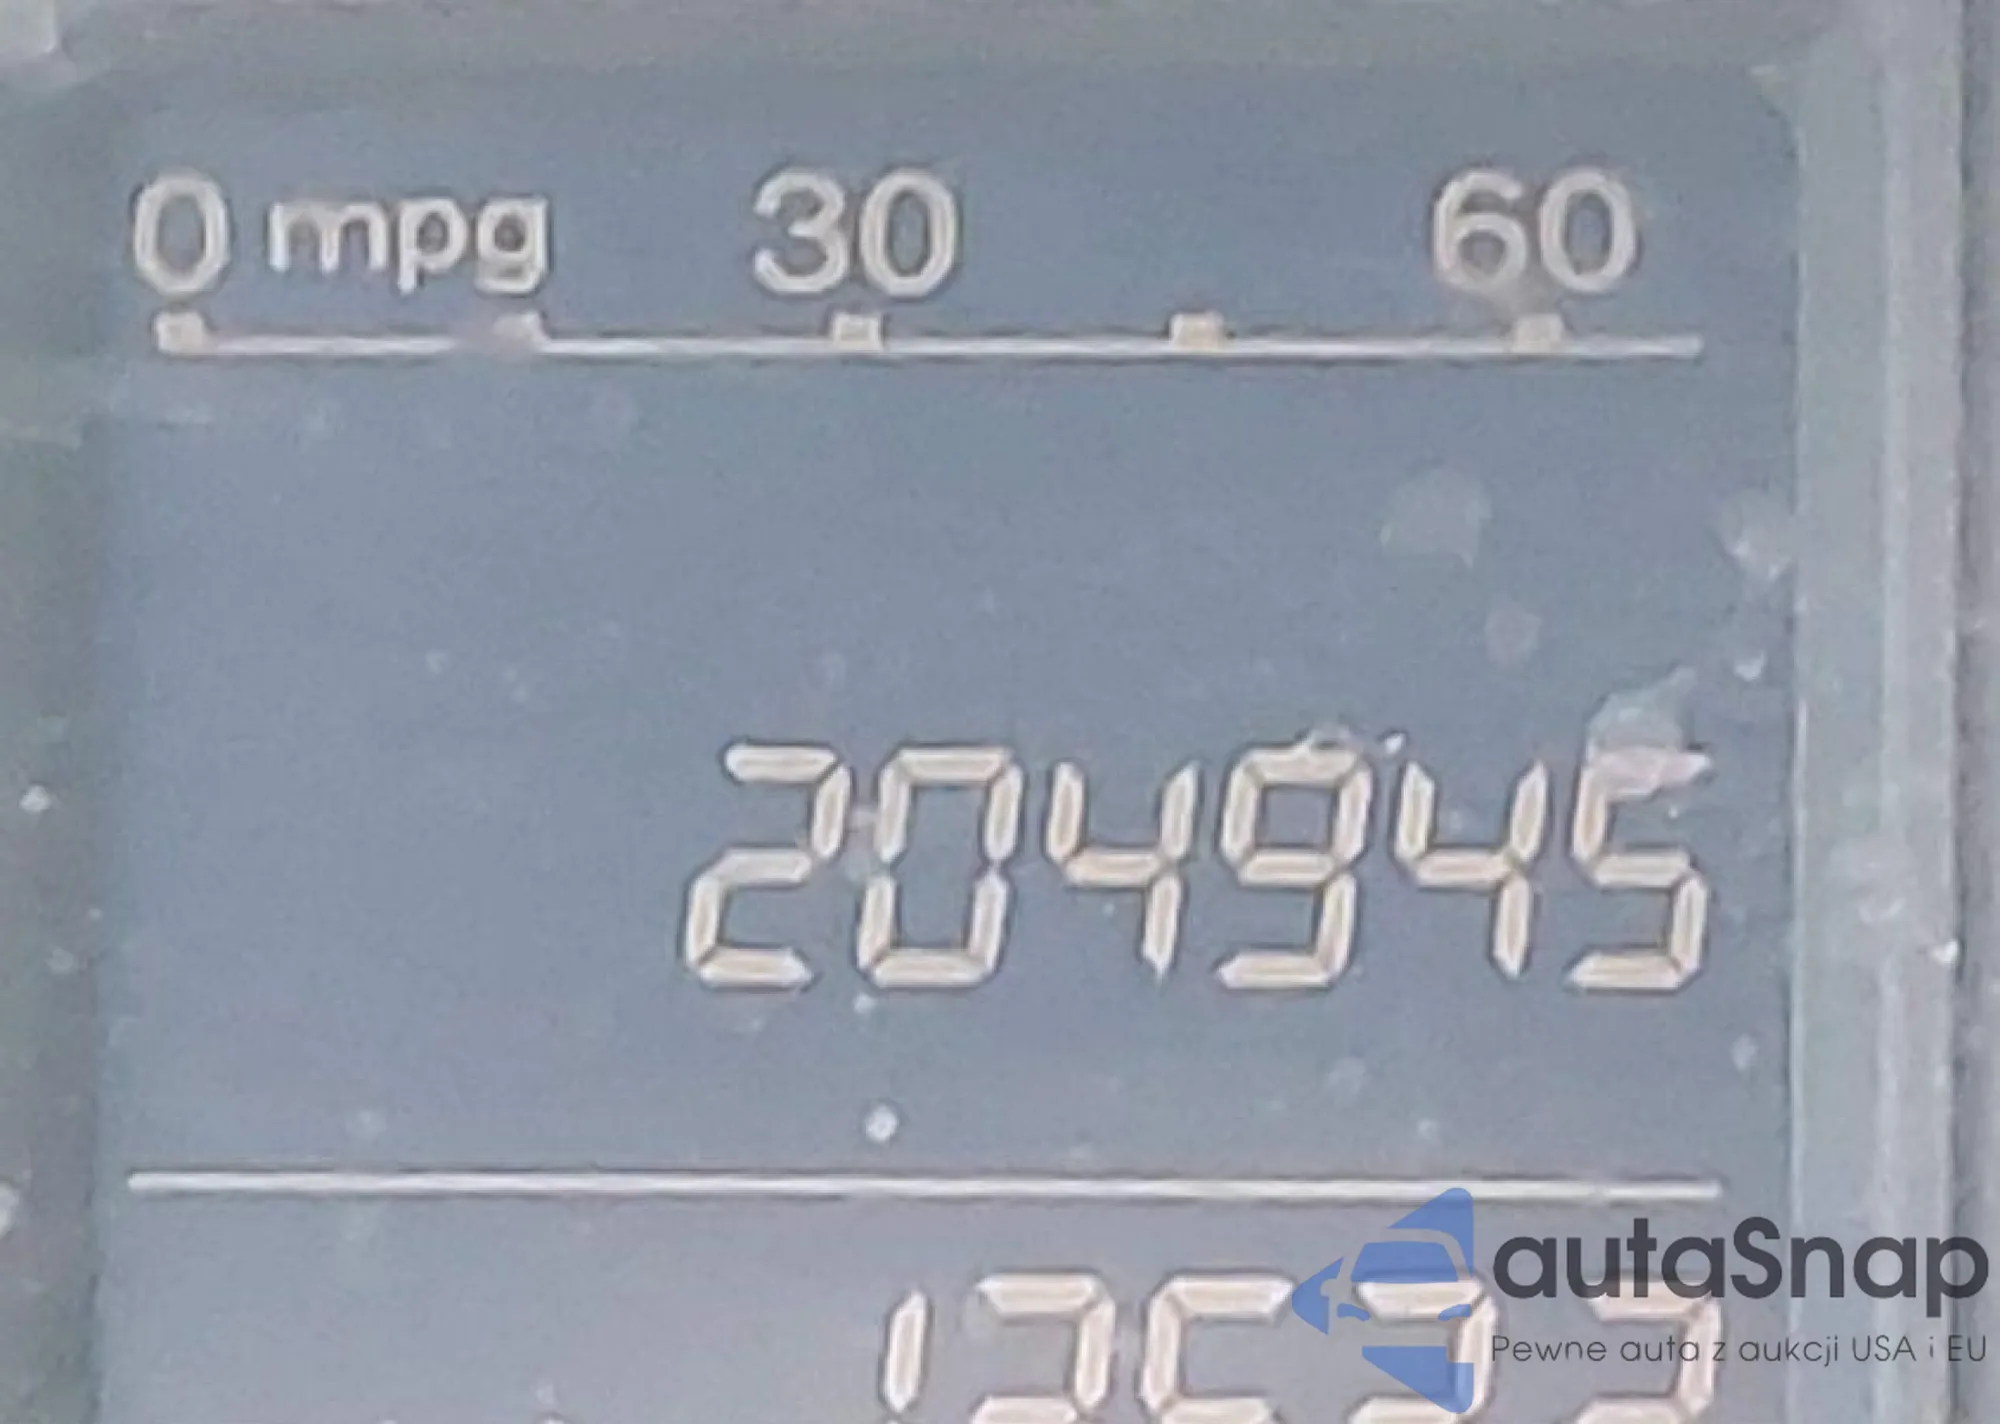 0 mpg 30 60
204945
autaSnap
Pewne auta z aukcji USA i EU